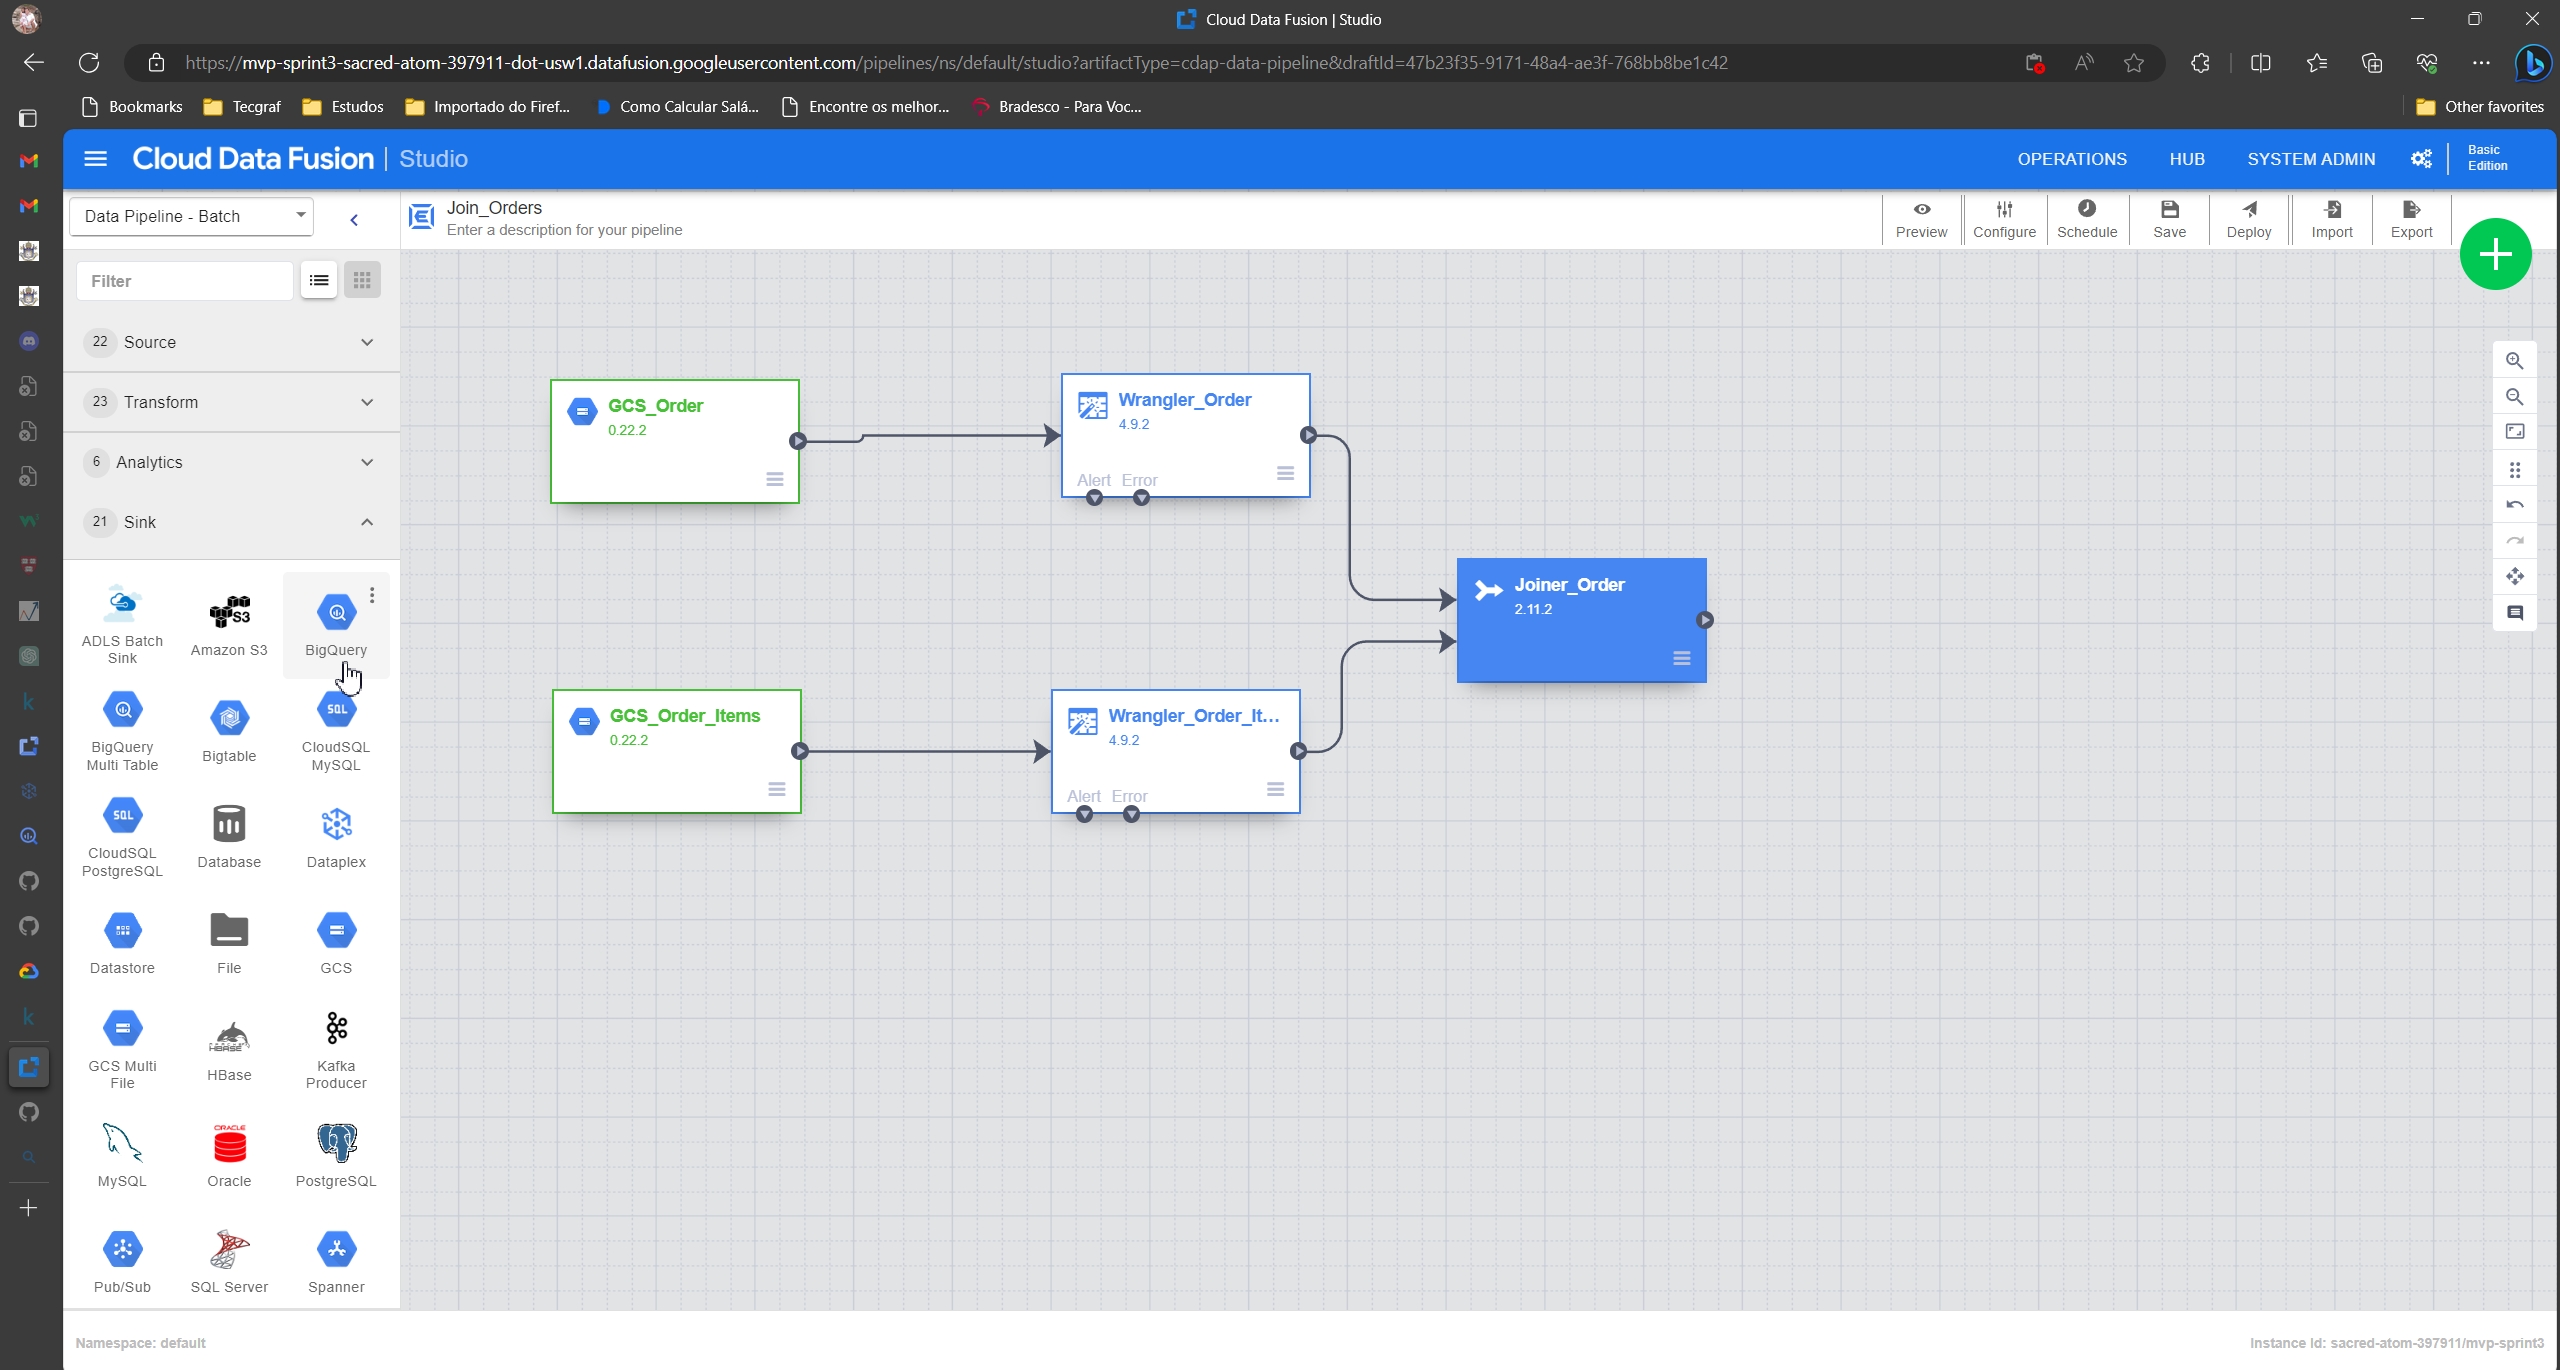 Cloud Data Fusion | Studio
https://mvp-sprint3-sacred-atom-397911-dot-usw1.datafusion.googleusercontent.com/pipelines/ns/default/studio?artifactType=cdap-data-pipeline&draftId=47b23f35-9171-48a4-ae3f-768bb8be1c42
Bookmarks Tecgraf Estudos Importado do Firef... Como Calcular Salá... Encontre os melhor... Bradesco - Para Voc... Other favorites
Cloud Data Fusion | Studio OPERATIONS HUB SYSTEM ADMIN Basic
Edition
Data Pipeline - Batch
Join_Orders
Enter a description for your pipeline
Preview Configure Schedule Save Deploy Import Export
Filter
22 Source
23 Transform
6 Analytics
21 Sink
ADLS Batch
Sink
Amazon S3
BigQuery
BigQuery
Multi Table
Bigtable
CloudSQL
MySQL
SQL
SQL
CloudSQL
PostgreSQL
Database
Dataplex
Datastore
File
GCS
GCS Multi
File
HBASE
HBase
Kafka
Producer
MySQL
ORACLE
Oracle
PostgreSQL
Pub/Sub
SQL Server
Spanner
S3
GCS_Order
0.22.2
Wrangler_Order
4.9.2
Alert Error
Joiner_Order
2.11.2
GCS_Order_Items
0.22.2
Wrangler_Order_It...
4.9.2
Alert Error
Namespace: default
Instance Id: sacred-atom-397911/mvp-sprint3